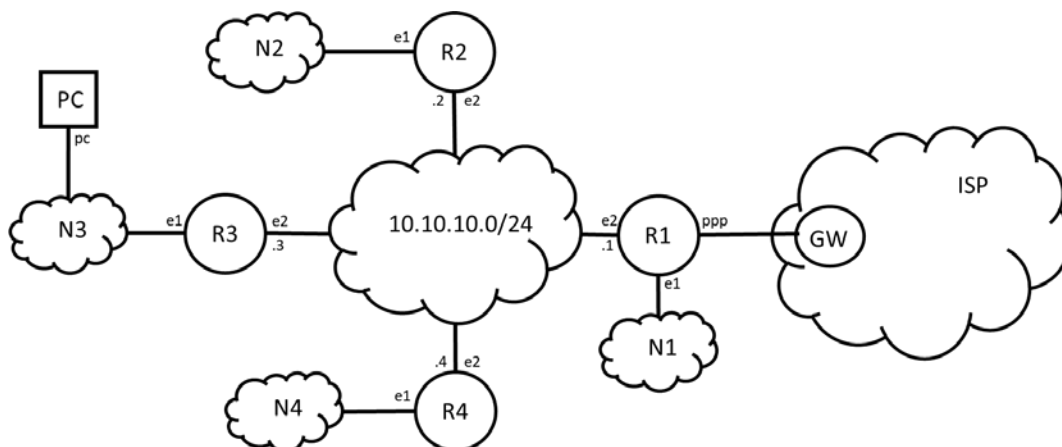 N2
e1
R2
.2
e2
PC
pc
N3
e1
R3
e2
.3
10.10.10.0/24
e2
.1
R1
ppp
e1
N1
GW
ISP
.4
e2
N4
e1
R4